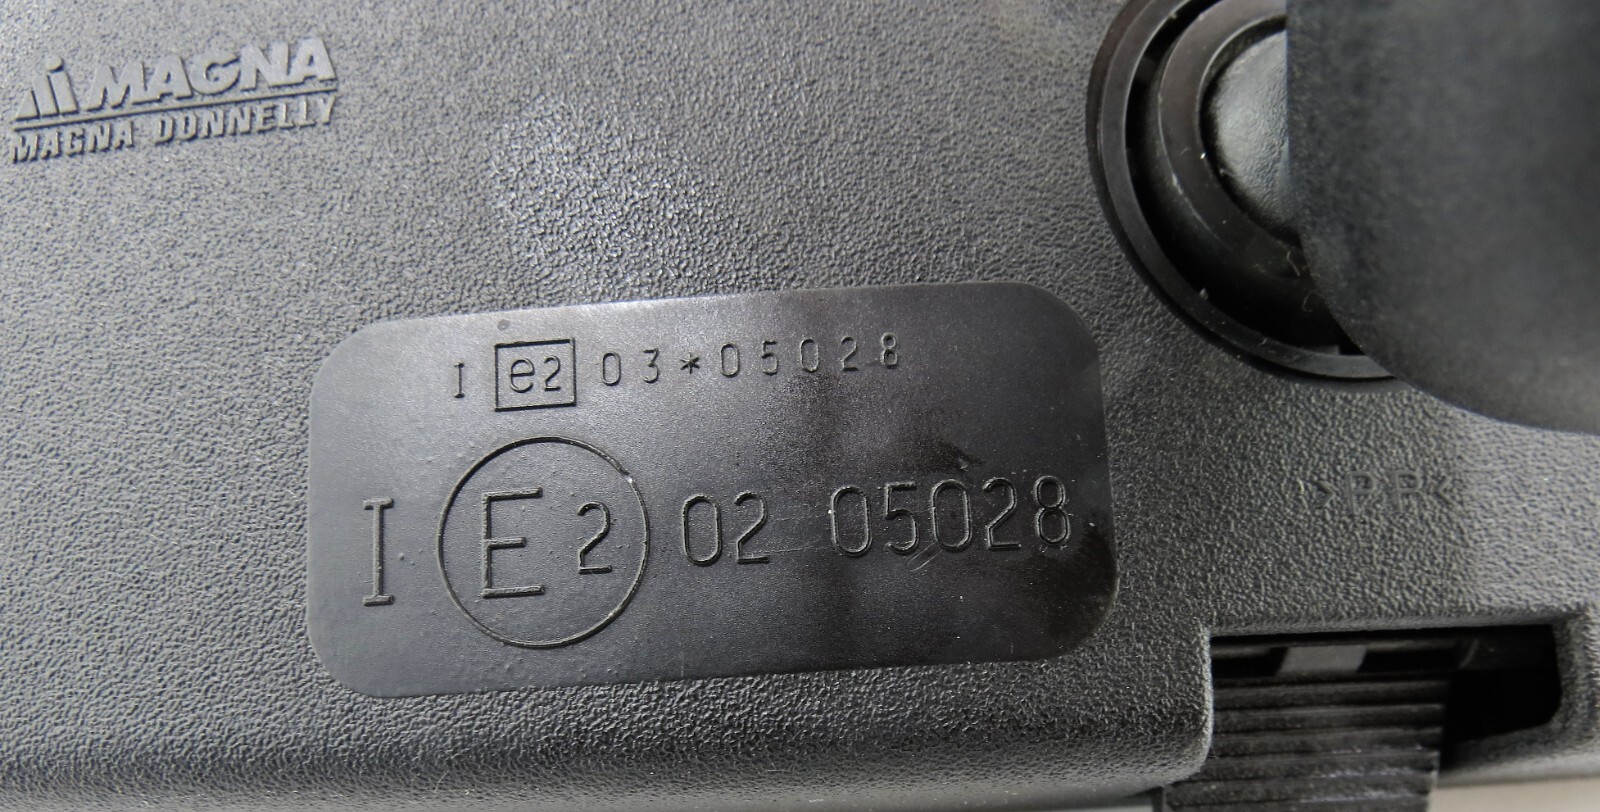 MAGNA
MAGNA DONNELLY
I e2 03*05028
I E2 02 05028
>PP<